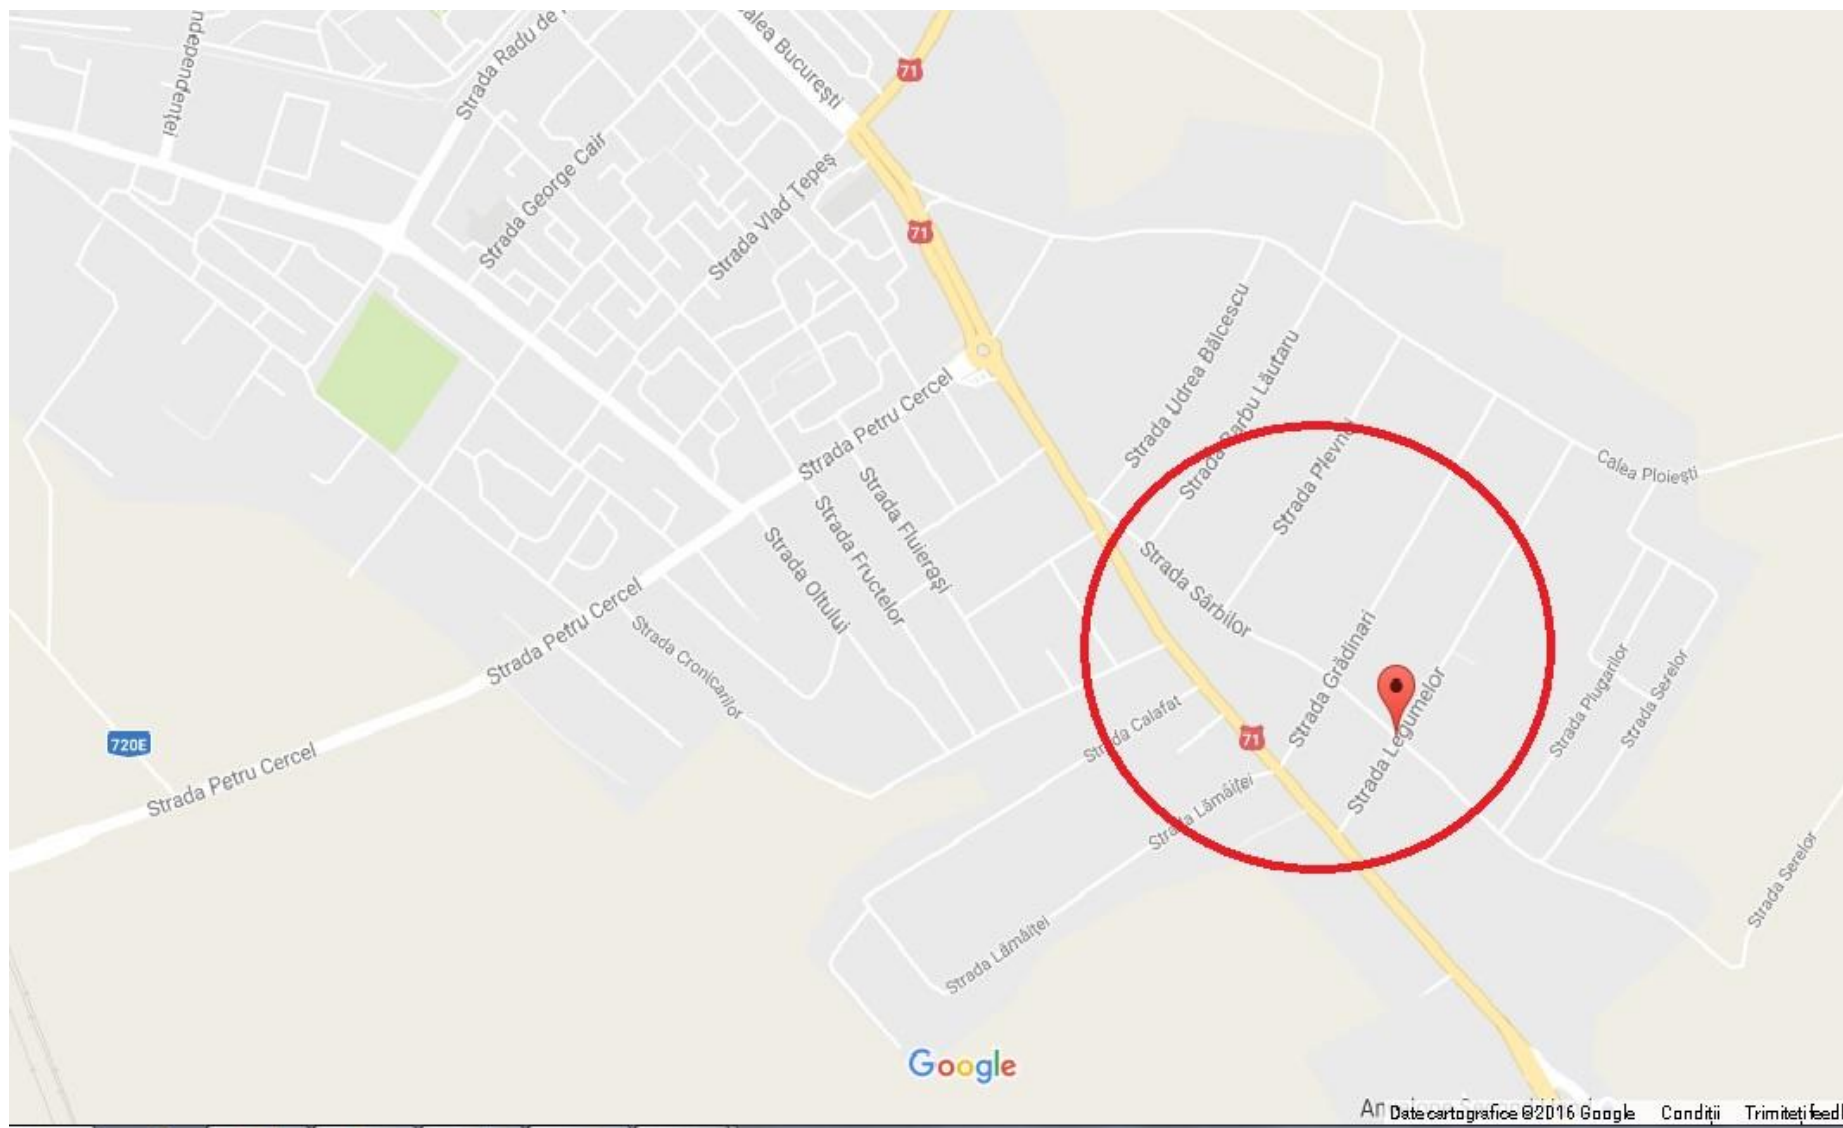 ndependenței
Strada Radu de
Calea București
71
Strada George Cair
Strada Vlad Țepeș
71
Strada Udrea Bălcescu
Strada Barbu Lăutaru
Strada Petru Cercel
Strada Plevnei
Calea Ploiești
Strada Fluierași
Strada Fructelor
Strada Oltului
Strada Sârbilor
Strada Petru Cercel
Strada Cronicarilor
Strada Grădinari
Strada Plugarilor
Strada Serelor
Strada Legumelor
Strada Calafat
71
720E
Strada Petru Cercel
Strada Lămâiței
Strada Serelor
Strada Lămâiței
Google
Date cartografice ©2016 Google Condiții Trimiteți feedl